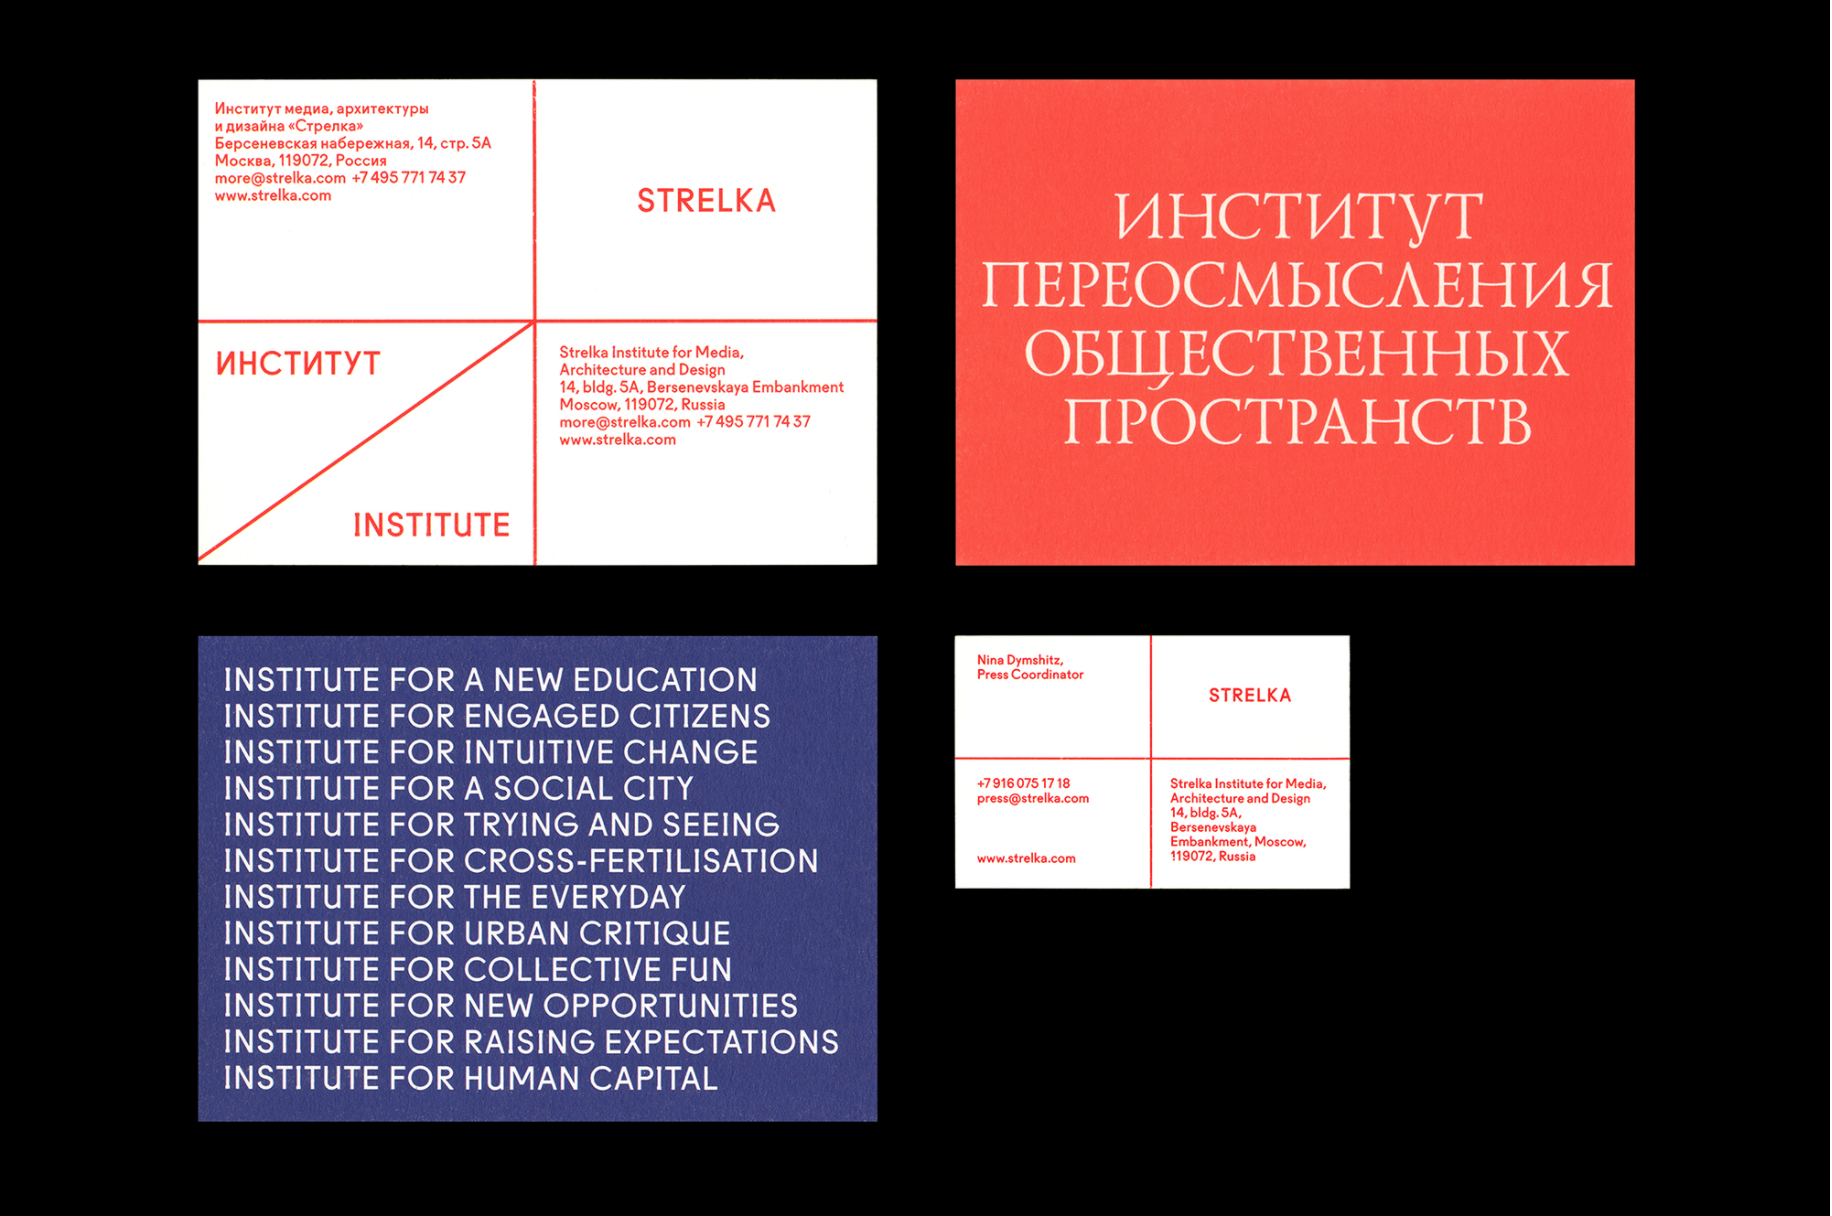 Институт медиа, архитектуры
и дизайна «Стрелка»
Берсеневская набережная, 14, стр. 5А
Москва, 119072, Россия
more@strelka.com +7 495 771 74 37
www.strelka.com
STRELKA
ИНСТИТУТ
INSTITUTE
Strelka Institute for Media,
Architecture and Design
14, bldg. 5A, Bersenevskaya Embankment
Moscow, 119072, Russia
more@strelka.com +7 495 771 74 37
www.strelka.com
ИНСТИТУТ
ПЕРЕОСМЫСЛЕНИЯ
ОБЩЕСТВЕННЫХ
ПРОСТРАНСТВ
INSTITUTE FOR A NEW EDUCATION
INSTITUTE FOR ENGAGED CITIZENS
INSTITUTE FOR INTUITIVE CHANGE
INSTITUTE FOR A SOCIAL CITY
INSTITUTE FOR TRYING AND SEEING
INSTITUTE FOR CROSS-FERTILISATION
INSTITUTE FOR THE EVERYDAY
INSTITUTE FOR URBAN CRITIQUE
INSTITUTE FOR COLLECTIVE FUN
INSTITUTE FOR NEW OPPORTUNITIES
INSTITUTE FOR RAISING EXPECTATIONS
INSTITUTE FOR HUMAN CAPITAL
Nina Dymshitz,
Press Coordinator
STRELKA
+7 916 075 17 18
press@strelka.com
www.strelka.com
Strelka Institute for Media,
Architecture and Design
14, bldg. 5A,
Bersenevskaya
Embankment, Moscow,
119072, Russia